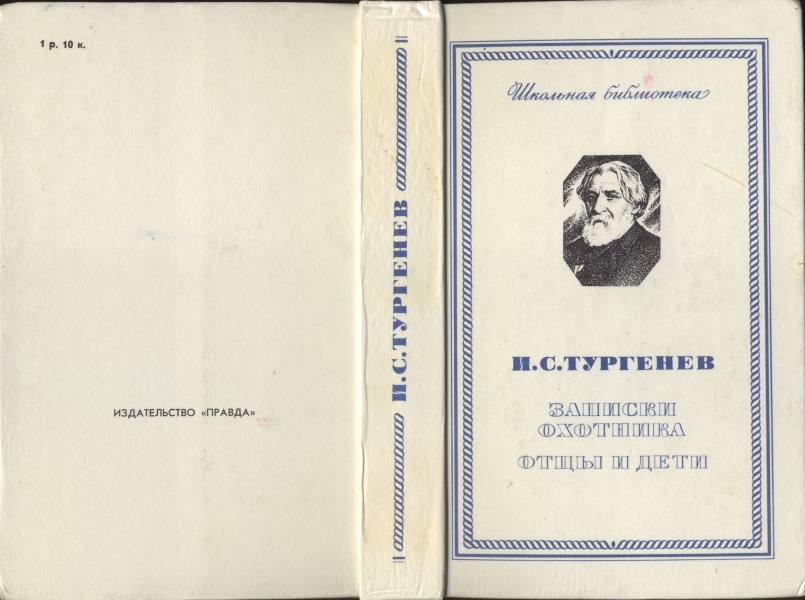 1 р. 10 к.
ИЗДАТЕЛЬСТВО «ПРАВДА»
И.С.ТУРГЕНЕВ
Школьная библиотека
И.С.ТУРГЕНЕВ
ЗАПИСКИ
ОХОТНИКА
ОТЦЫ И ДЕТИ